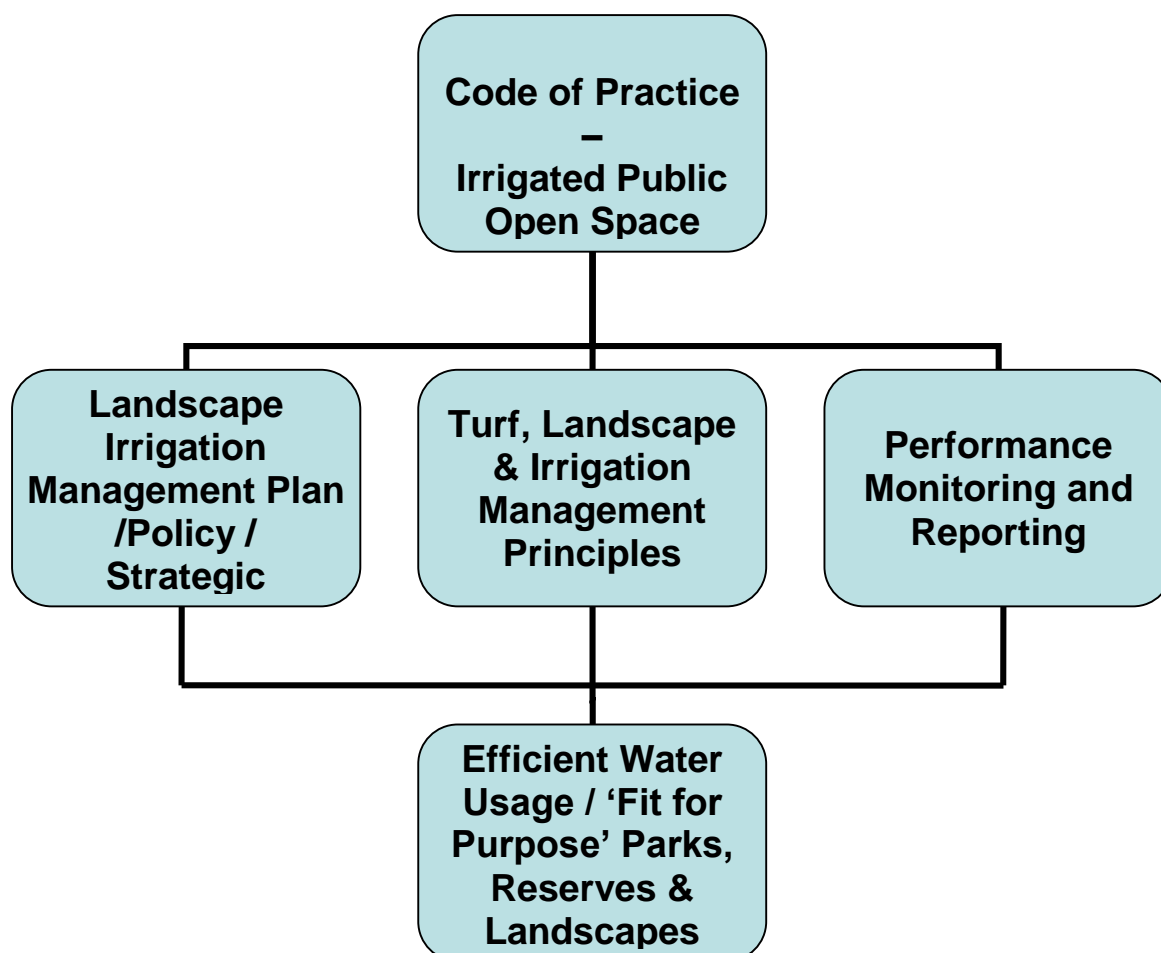 Code of Practice
–
Irrigated Public
Open Space
Landscape
Irrigation
Management Plan
/Policy /
Strategic
Turf, Landscape
& Irrigation
Management
Principles
Performance
Monitoring and
Reporting
Efficient Water
Usage / ‘Fit for
Purpose’ Parks,
Reserves &
Landscapes